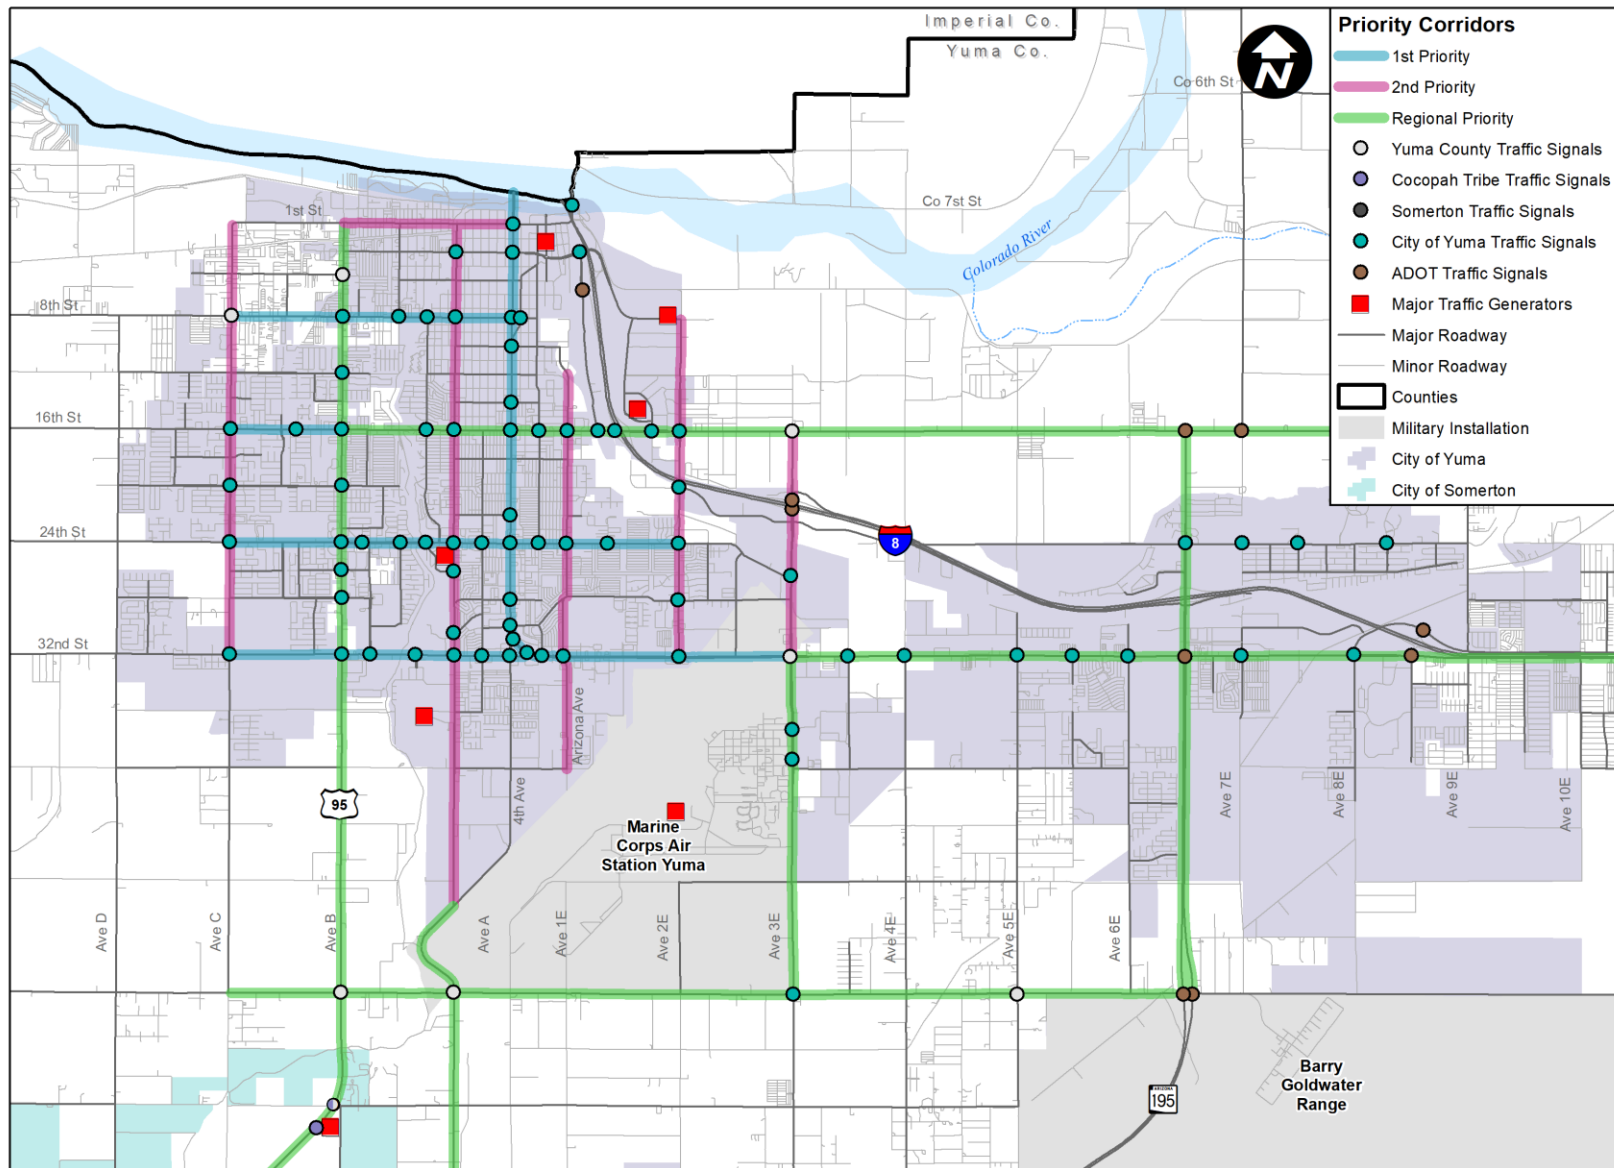 Imperial Co.
Yuma Co.
N
Priority Corridors
1st Priority
2nd Priority
Regional Priority
Yuma County Traffic Signals
Cocopah Tribe Traffic Signals
Somerton Traffic Signals
City of Yuma Traffic Signals
ADOT Traffic Signals
Major Traffic Generators
Major Roadway
Minor Roadway
Counties
Military Installation
City of Yuma
City of Somerton
Co 6th St
Co 7th St
1st St
Colorado River
8th St
16th St
24th St
8
32nd St
Arizona Ave
4th Ave
95
Marine
Corps Air
Station Yuma
Ave 7E
Ave 8E
Ave 9E
Ave 10E
Ave D
Ave C
Ave B
Ave A
Ave 1E
Ave 2E
Ave 3E
Ave 4E
Ave 5E
Ave 6E
Barry
Goldwater
Range
ARIZONA
195